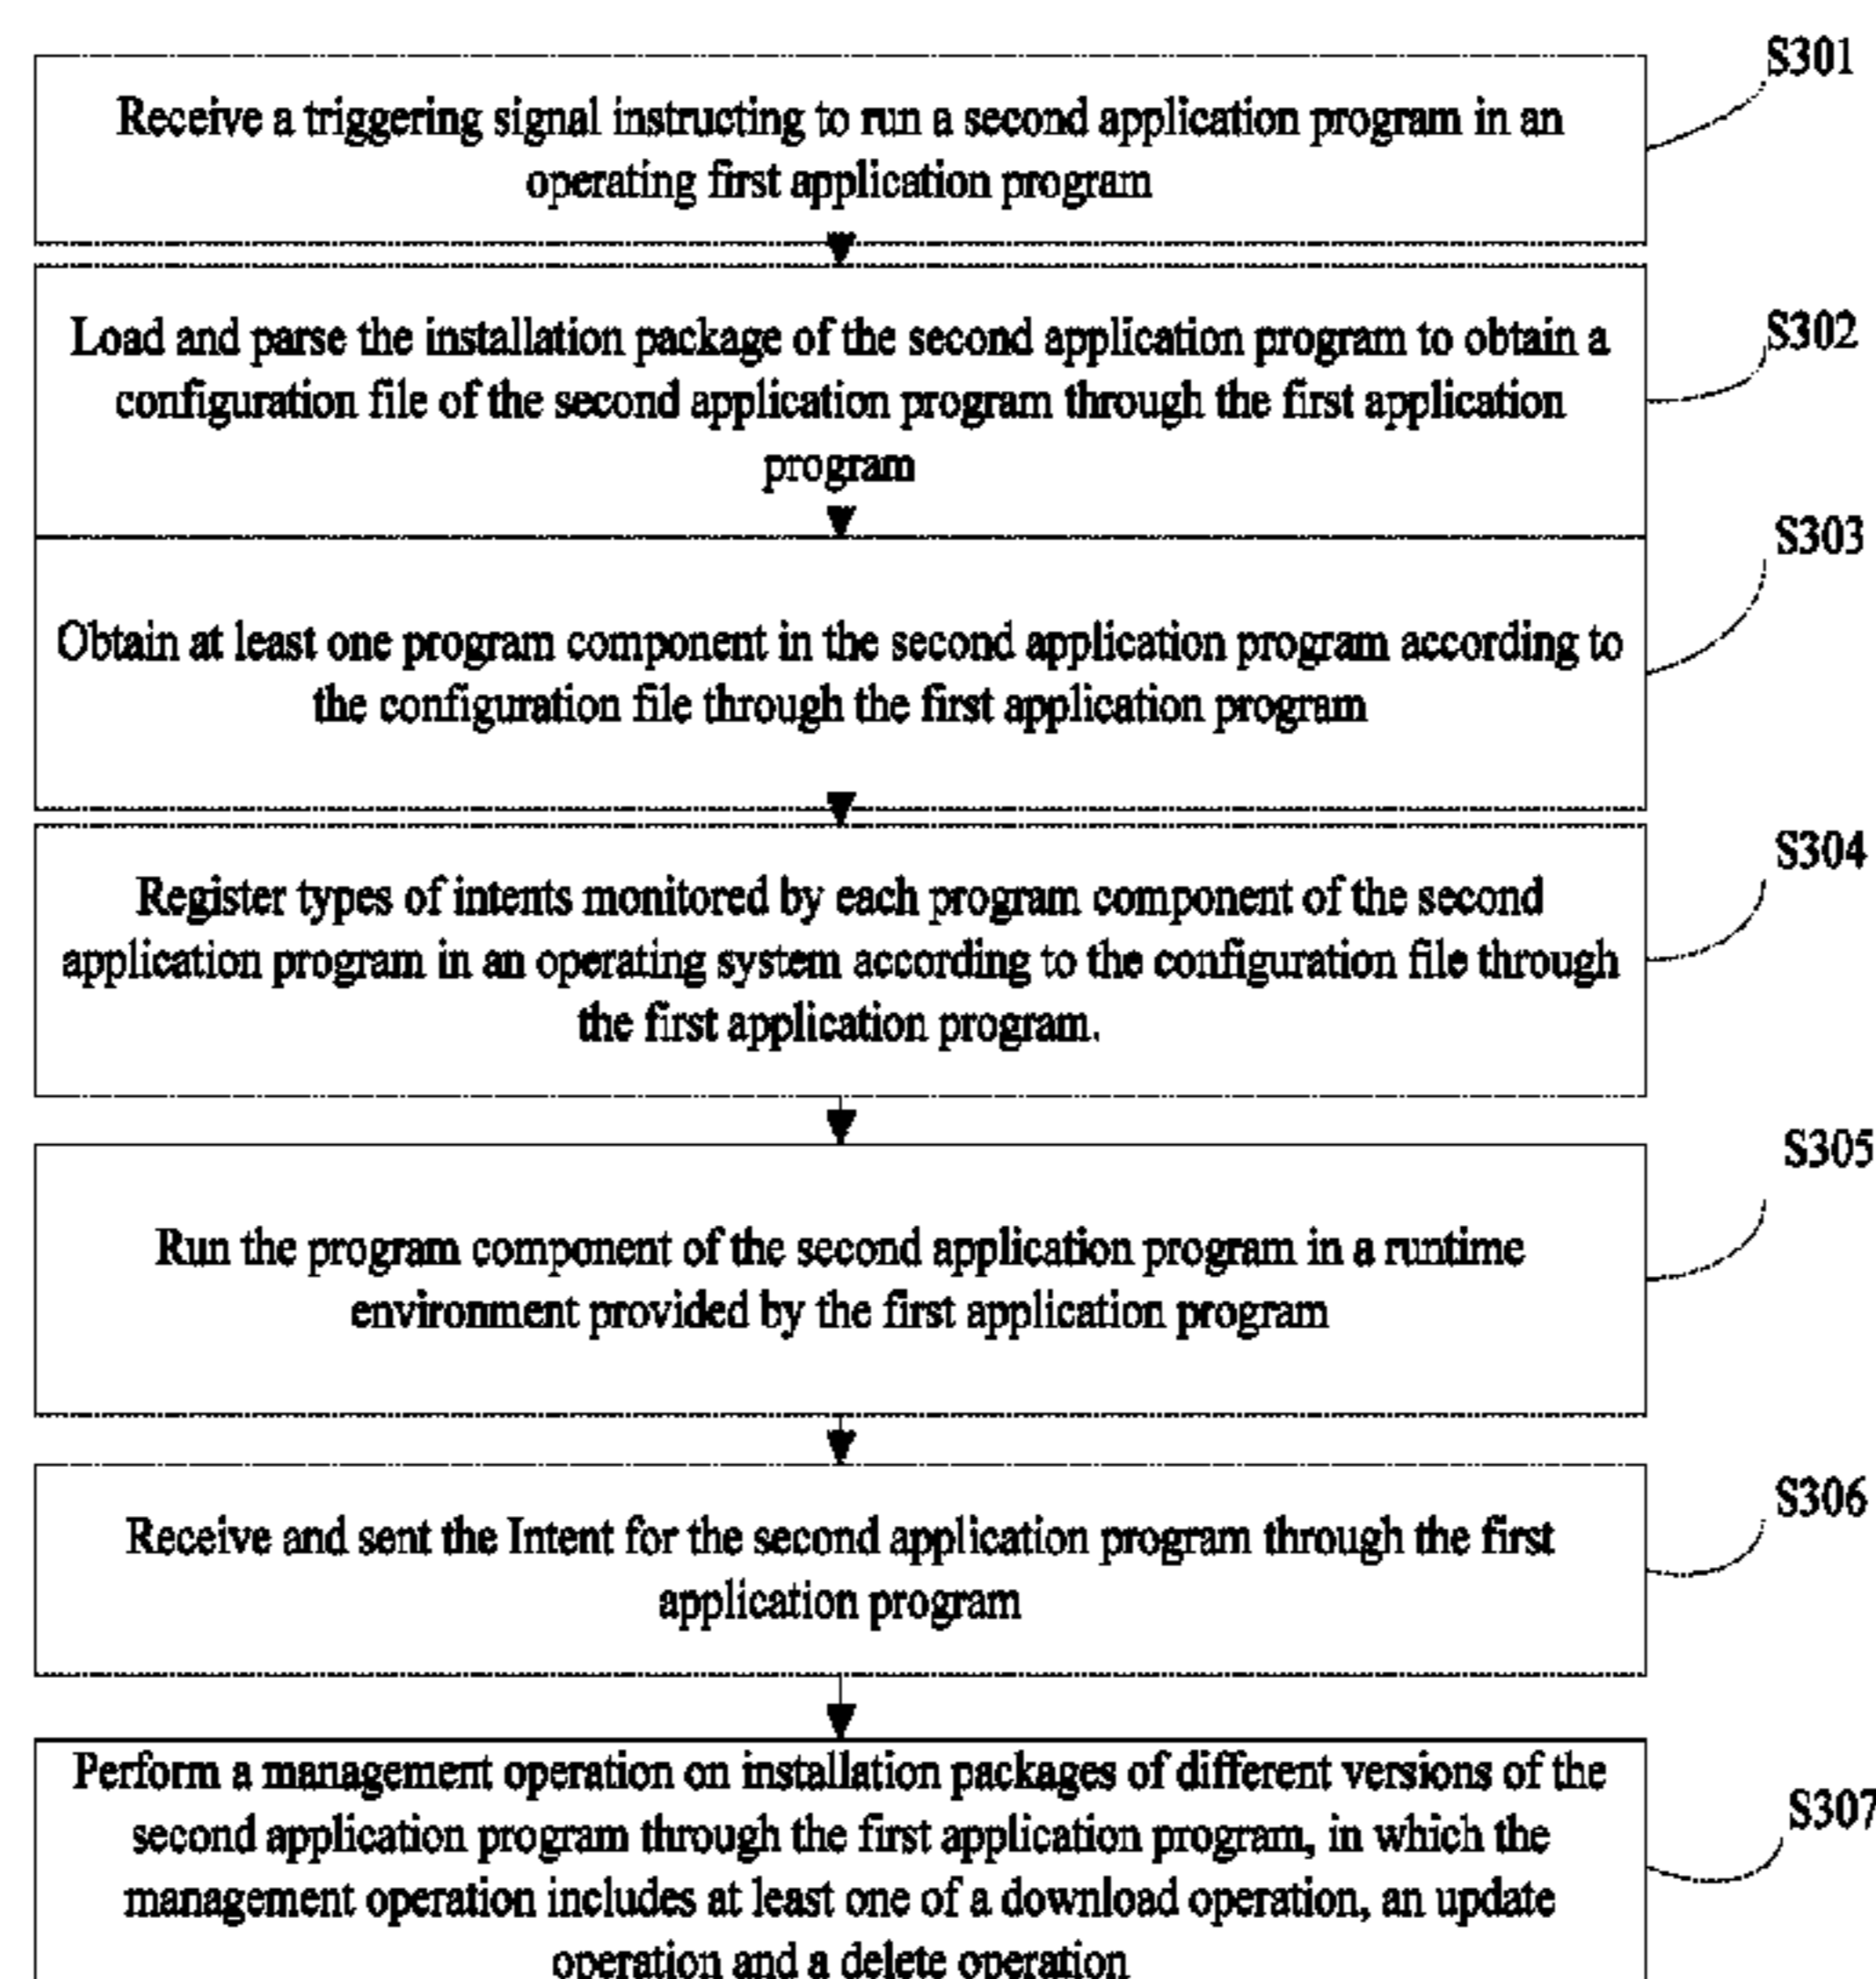 S301
Receive a triggering signal instructing to run a second application program in an
operating first application program
S302
Load and parse the installation package of the second application program to obtain a
configuration file of the second application program through the first application
program
S303
Obtain at least one program component in the second application program according to
the configuration file through the first application program
S304
Register types of intents monitored by each program component of the second
application program in an operating system according to the configuration file through
the first application program.
S305
Run the program component of the second application program in a runtime
environment provided by the first application program
S306
Receive and sent the Intent for the second application program through the first
application program
S307
Perform a management operation on installation packages of different versions of the
second application program through the first application program, in which the
management operation includes at least one of a download operation, an update
operation and a delete operation